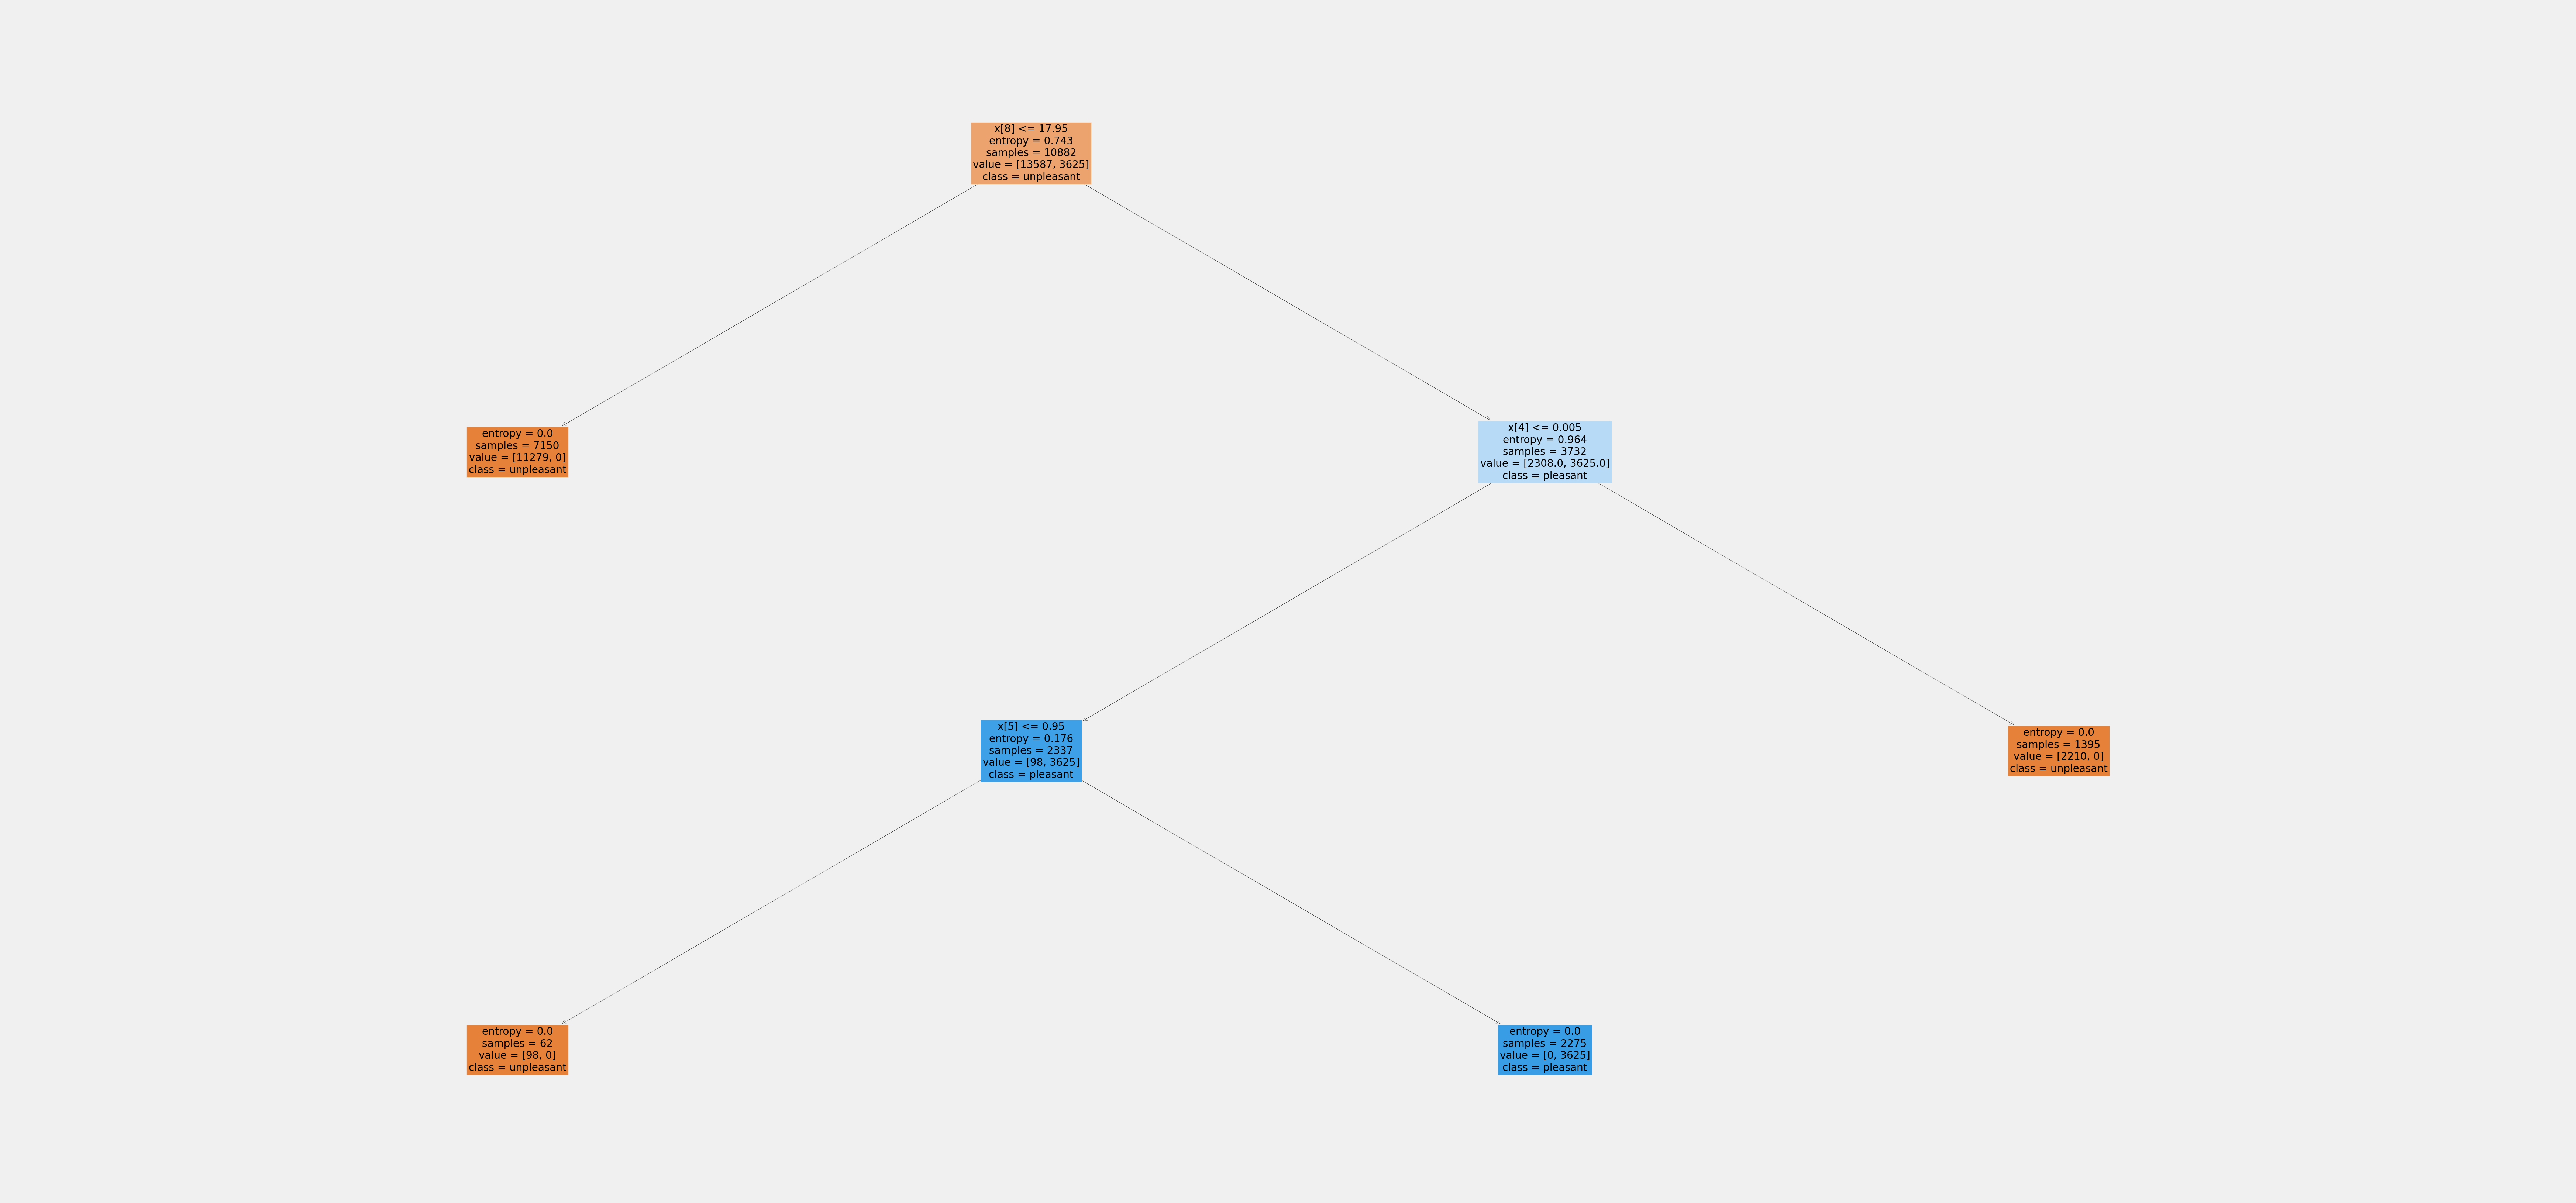 x[8] <= 17.95
entropy = 0.743
samples = 10882
value = [13587, 3625]
class = unpleasant
entropy = 0.0
samples = 7150
value = [11279, 0]
class = unpleasant
x[4] <= 0.005
entropy = 0.964
samples = 3732
value = [2308.0, 3625.0]
class = pleasant
x[5] <= 0.95
entropy = 0.176
samples = 2337
value = [98, 3625]
class = pleasant
entropy = 0.0
samples = 1395
value = [2210, 0]
class = unpleasant
entropy = 0.0
samples = 62
value = [98, 0]
class = unpleasant
entropy = 0.0
samples = 2275
value = [0, 3625]
class = pleasant